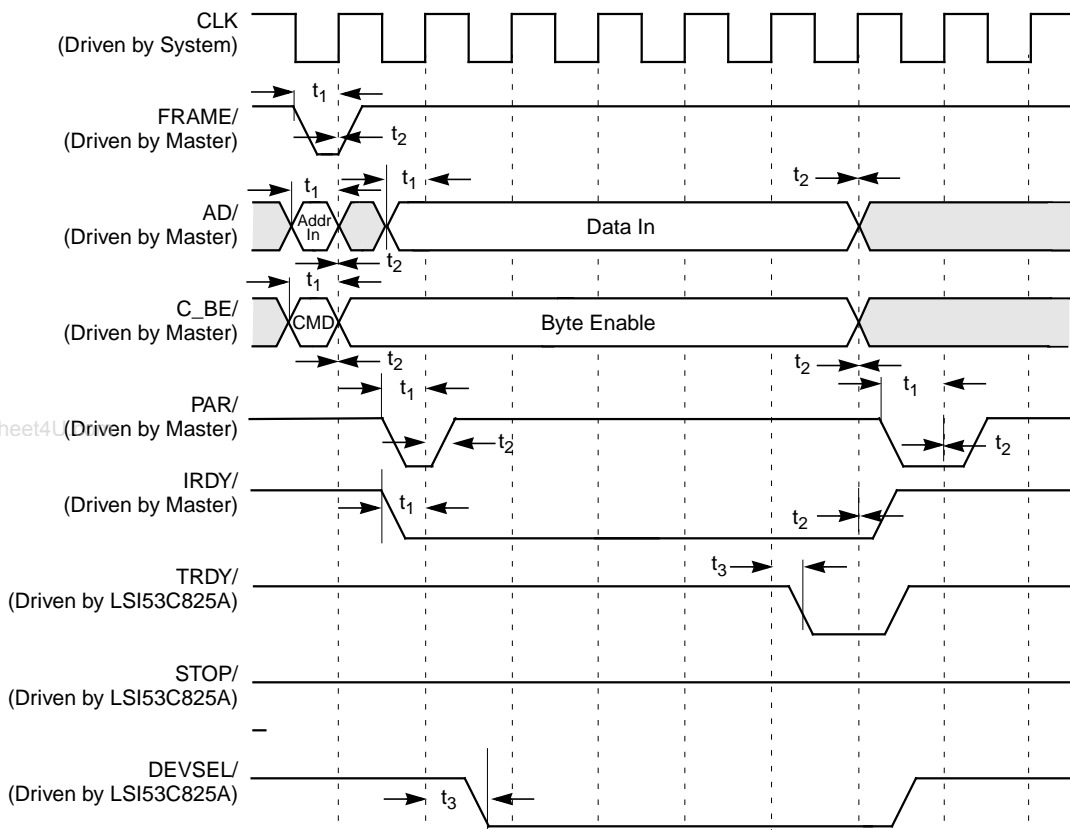 CLK
(Driven by System)
t1
FRAME/
(Driven by Master)
t2
t1
t1
t2
AD/
(Driven by Master)
Addr
In
Data In
t2
t1
C_BE/
(Driven by Master)
CMD
Byte Enable
t2
t2
t1
t1
PAR/
heet4U.com
(Driven by Master)
t2
t2
IRDY/
(Driven by Master)
t1
t2
t3
TRDY/
(Driven by LSI53C825A)
STOP/
(Driven by LSI53C825A)
DEVSEL/
(Driven by LSI53C825A)
t3